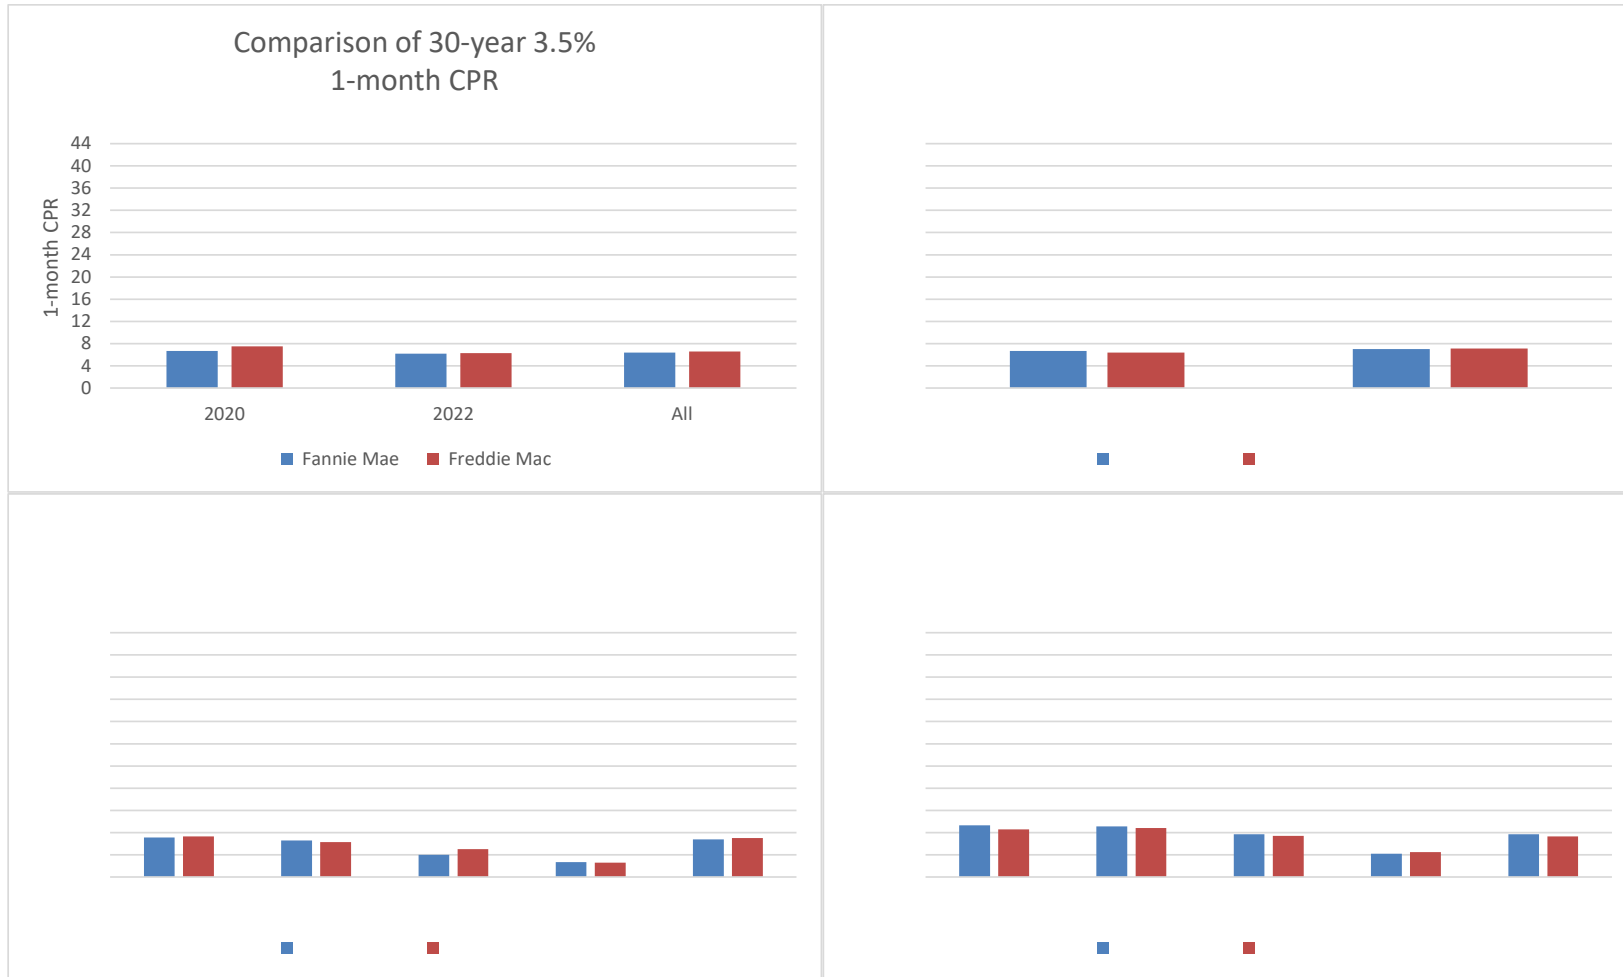 Comparison of 30-year 3.5%
1-month CPR
44
40
36
32
28
24
20
16
12
8
4
0
1-month CPR
2020 2022 All
Fannie Mae Freddie Mac